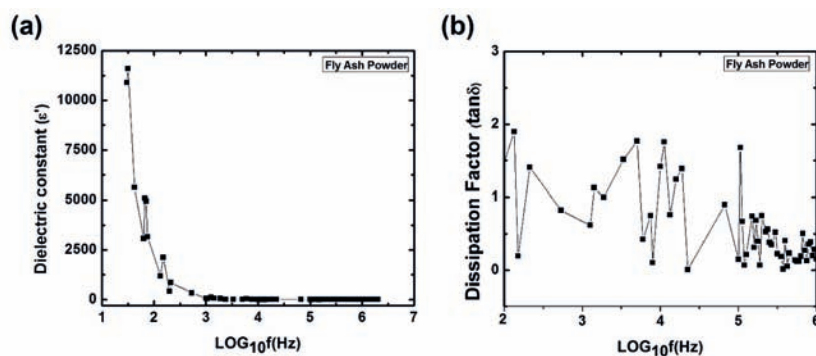 (a)
Fly Ash Powder
Dielectric constant (ε')
12500
10000
7500
5000
2500
0
1 2 3 4 5 6 7
LOG10f(Hz)
(b)
Fly Ash Powder
Dissipation Factor (tanδ)
3
2
1
0
2 3 4 5 6
LOG10f(Hz)